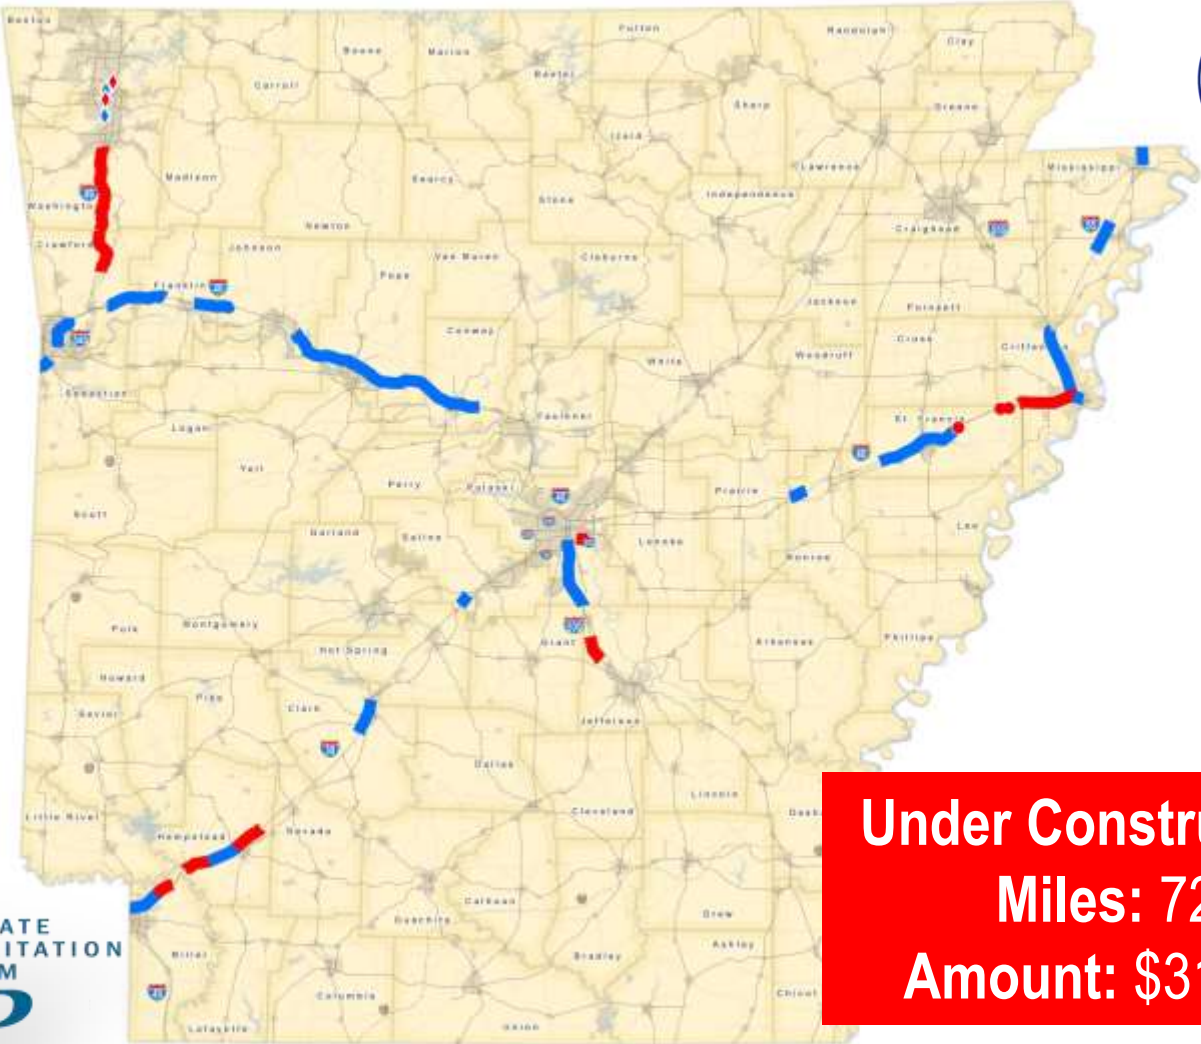 Benton
Boone
Marion
Fulton
Randolph
Clay
Carroll
Baxter
Sharp
Greene
Izard
Lawrence
Mississippi
Madison
Searcy
Stone
Independence
Washington
Newton
Craighead
Crawford
Johnson
Van Buren
Cleburne
Pope
Franklin
Jackson
Poinsett
Conway
Cross
White
Woodruff
Sebastian
Faulkner
St. Francis
Logan
Yell
Perry
Pulaski
Prairie
Scott
Garland
Saline
Lonoke
Lee
Monroe
Polk
Montgomery
Grant
Arkansas
Phillips
Hot Spring
Howard
Pike
Sevier
Clark
Jefferson
Dallas
Lincoln
Cleveland
Little River
Hempstead
Nevada
Calhoun
Ouachita
Drew
Ashley
Miller
Bradley
Columbia
Chicot
Lafayette
Union
Under Constru
Miles: 72
Amount: $31
ATE
ITATION
M